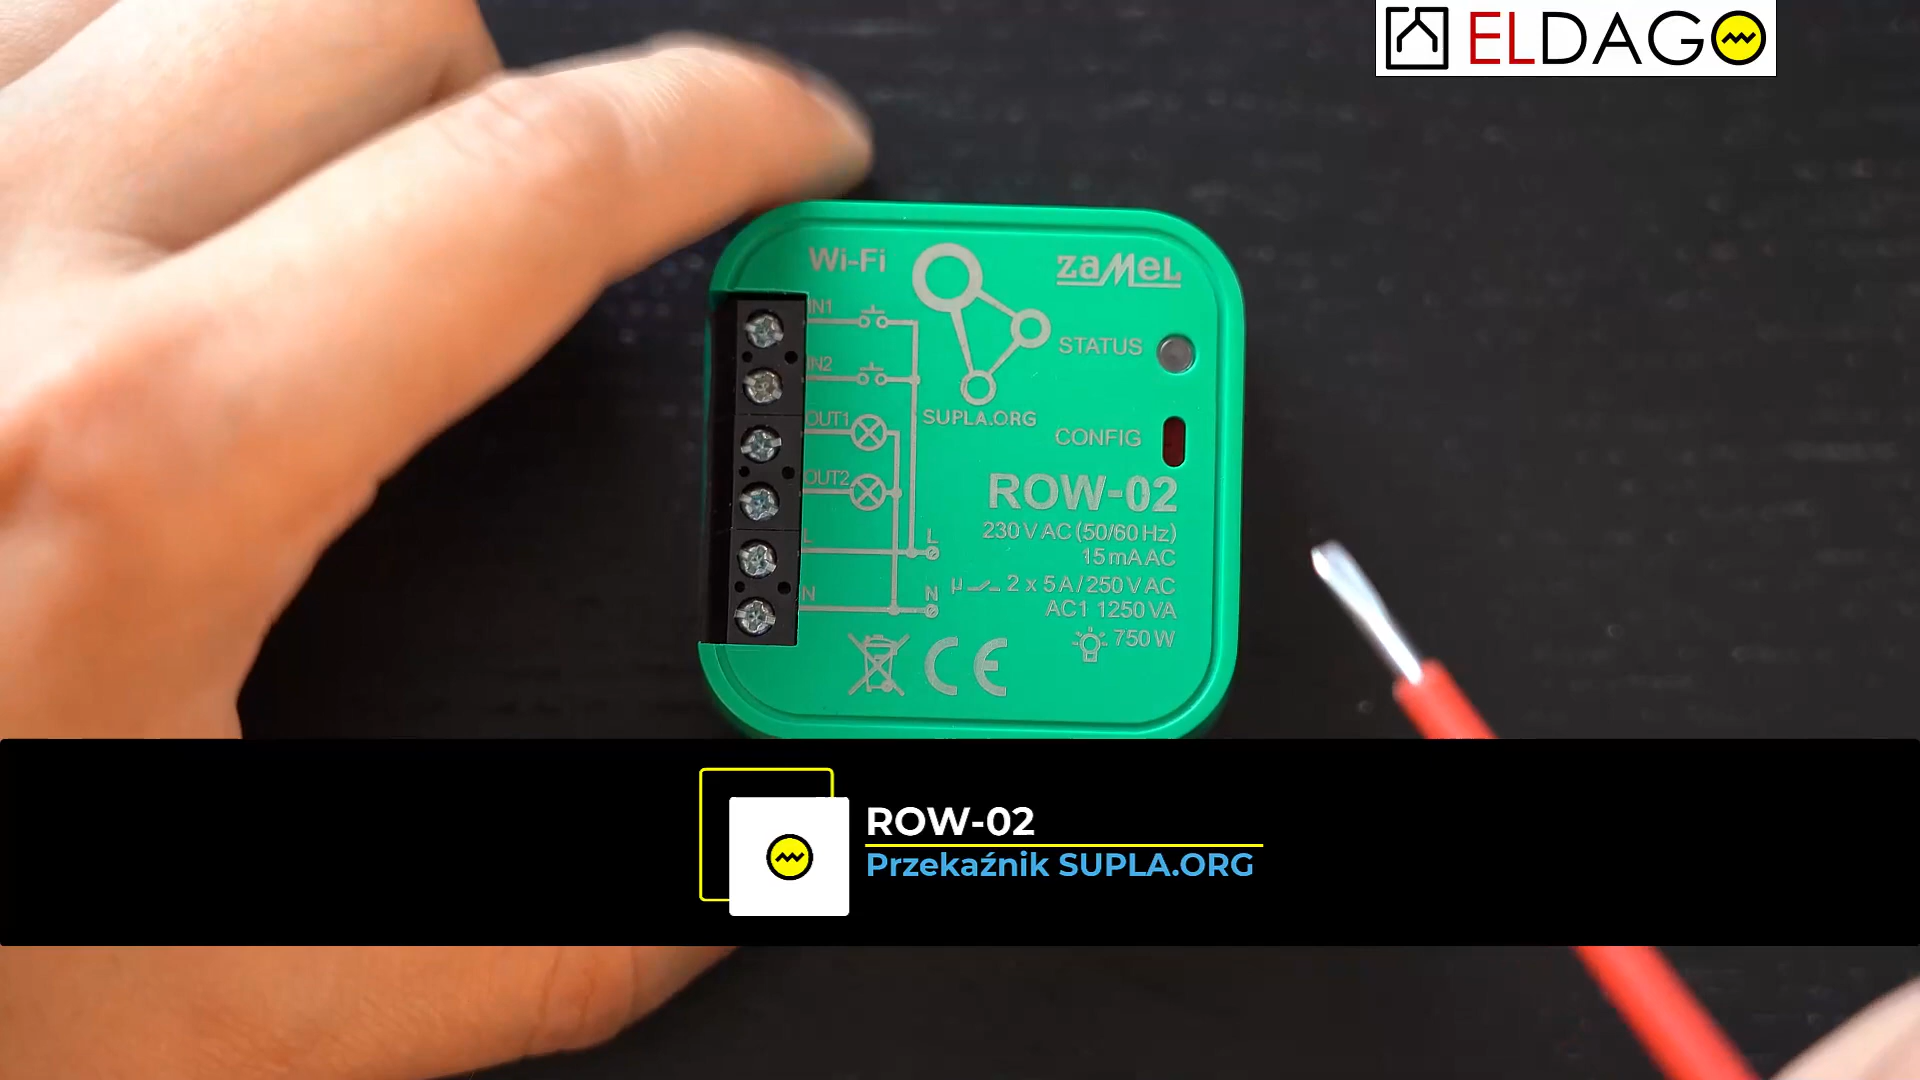 ELDAGO
Wi-Fi
zaMeL
IN1
STATUS
IN2
SUPLA.ORG
OUT1
CONFIG
OUT2
ROW-02
230 V AC (50/60 Hz)
15 mA AC
L
L
µ 2 x 5 A / 250 V AC
N
N
AC1 1250 VA
750 W
CE
ROW-02
Przekaźnik SUPLA.ORG